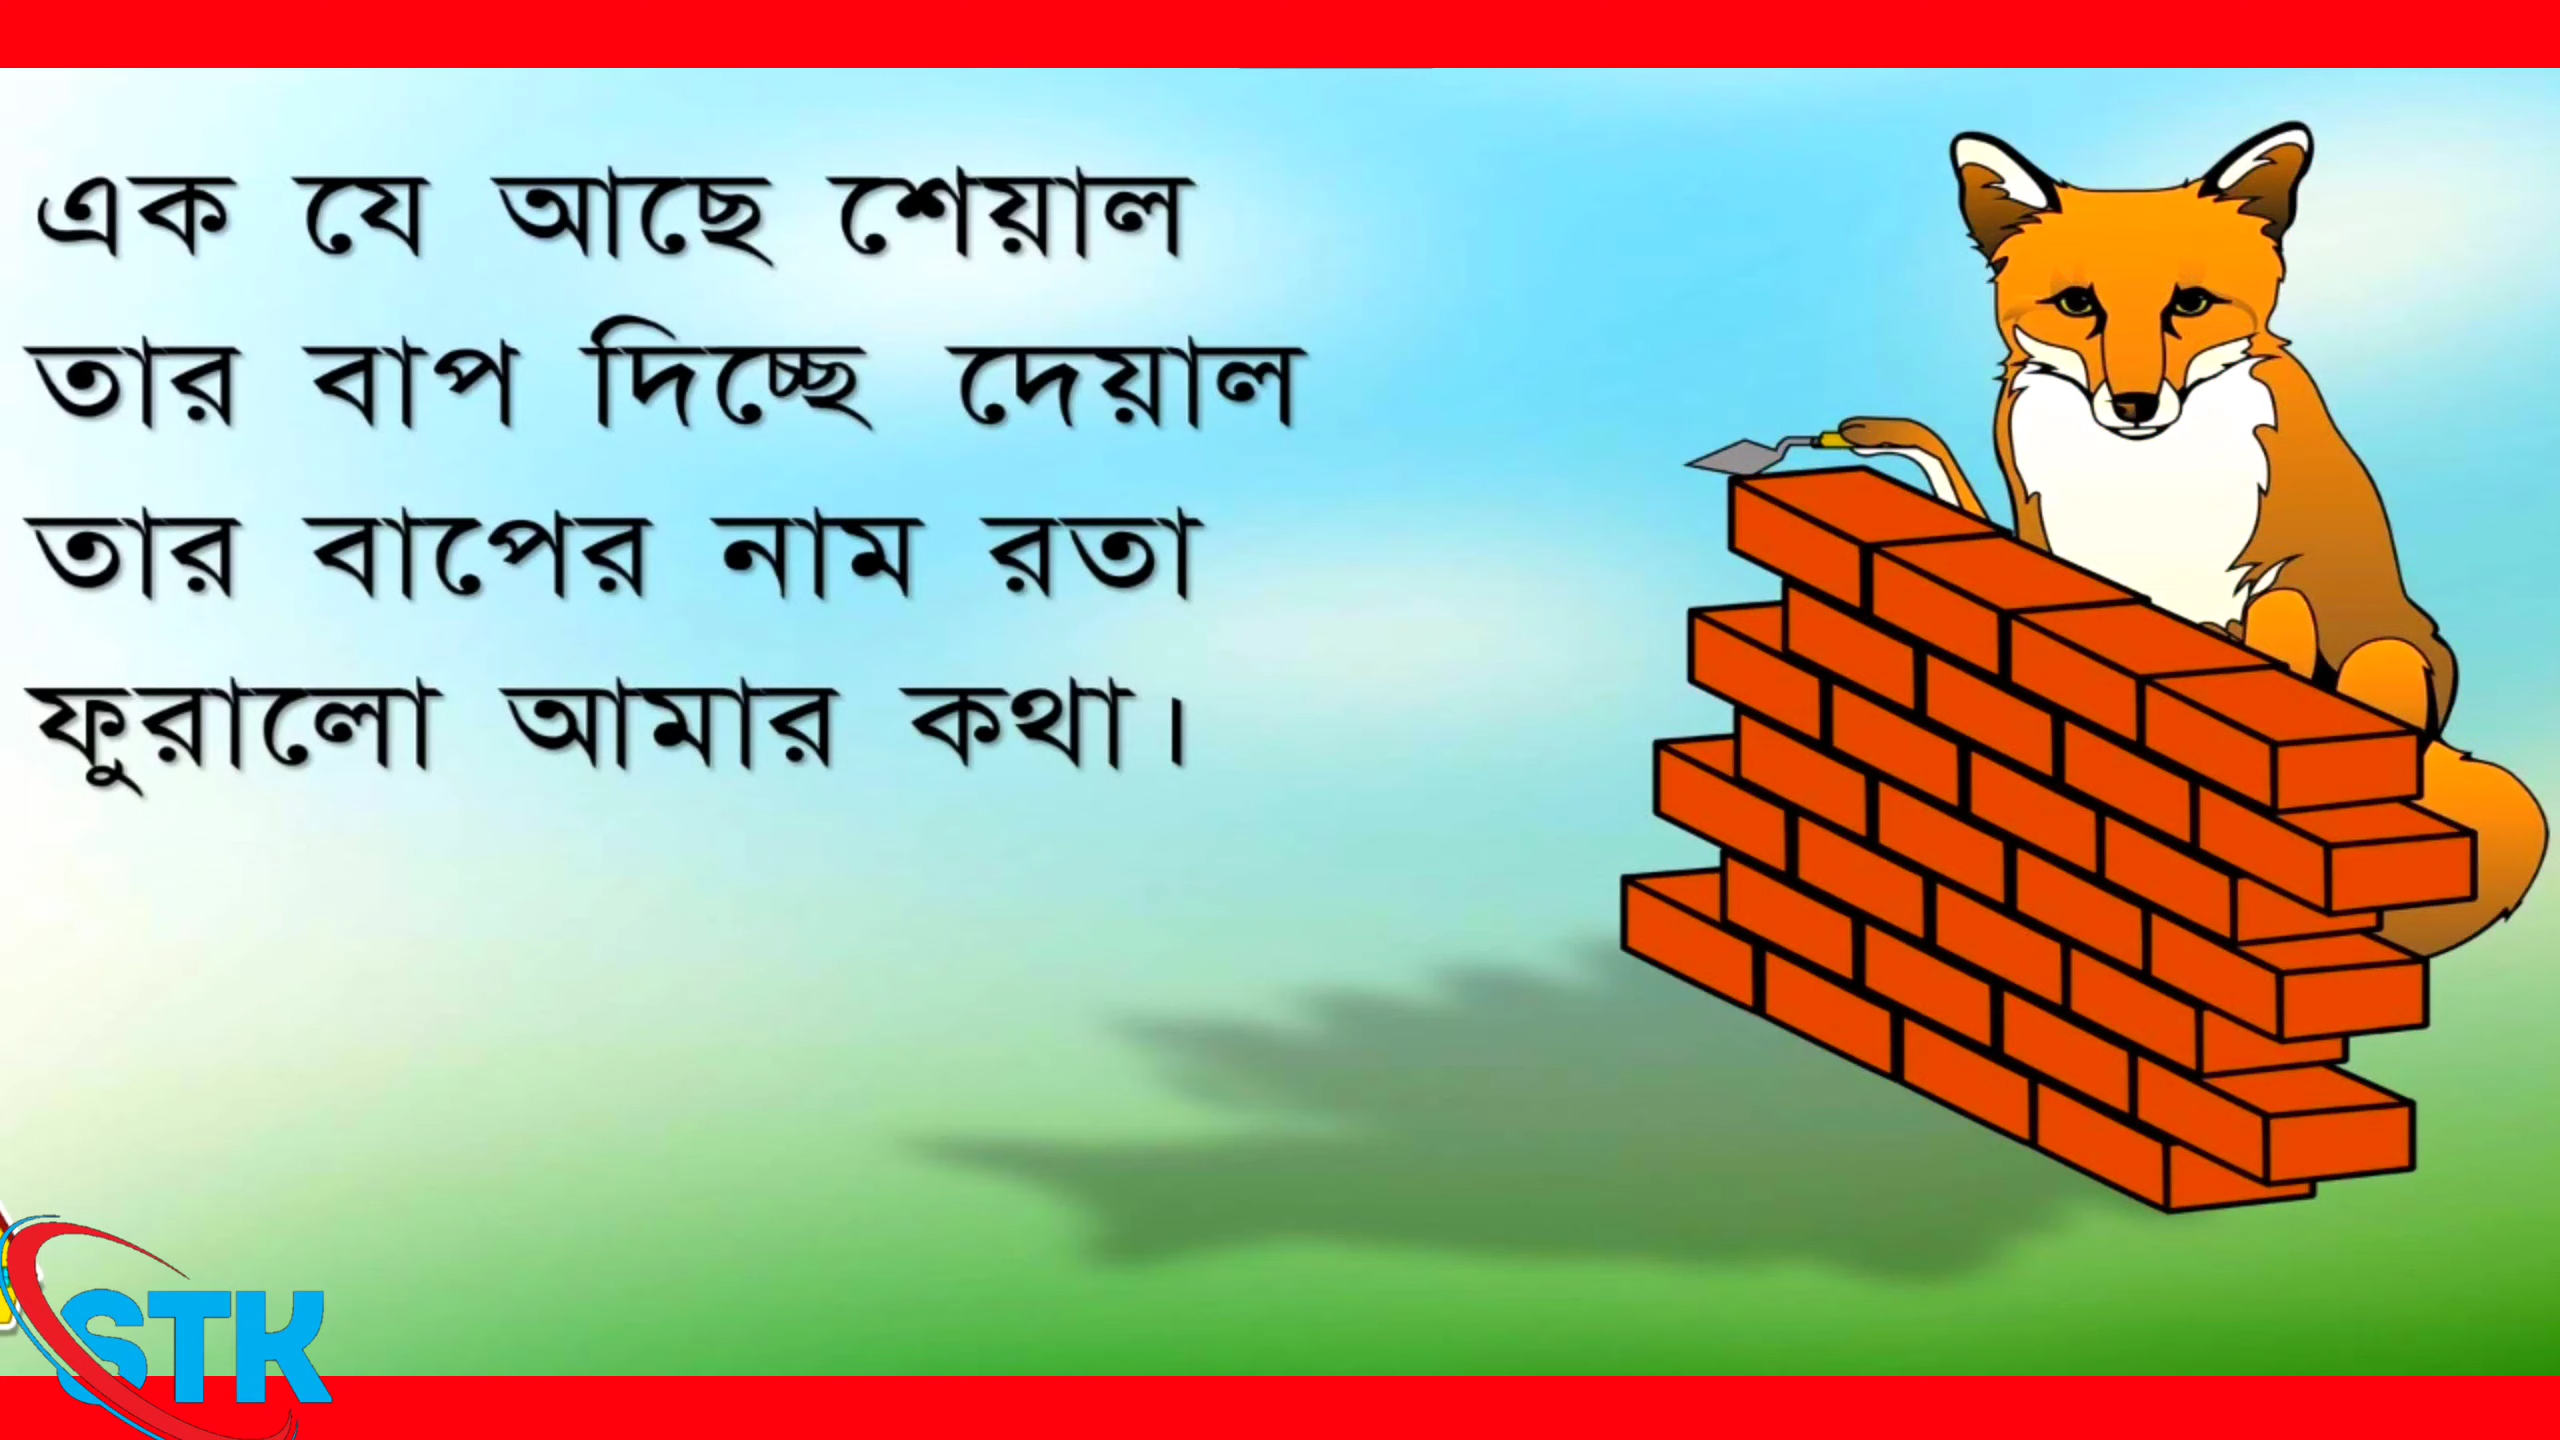 এক যে আছে শেয়াল
তার বাপ দিচ্ছে দেয়াল
তার বাপের নাম রতা
ফুরালো আমার কথা।
STK